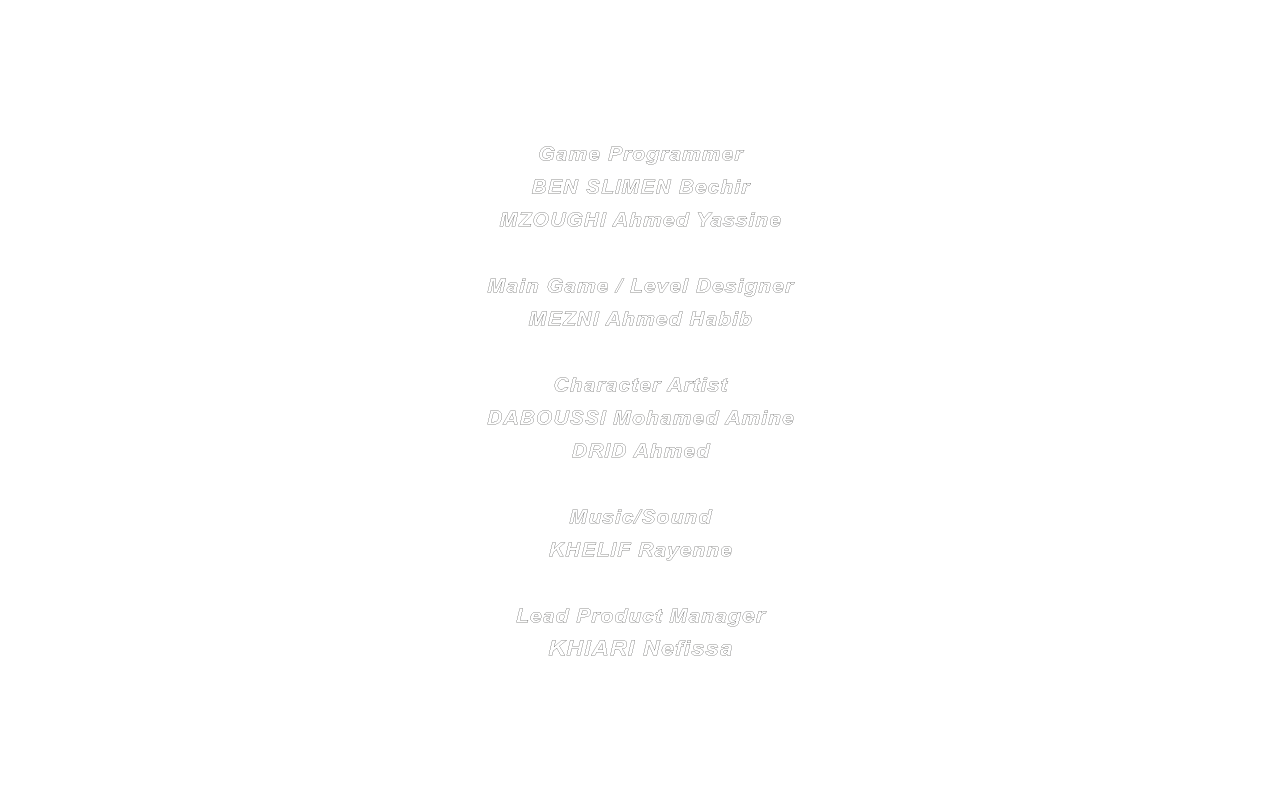 Game Programmer
BEN SLIMEN Bechir
MZOUGHI Ahmed Yassine
Main Game / Level Designer
MEZNI Ahmed Habib
Character Artist
DABOUSSI Mohamed Amine
DRID Ahmed
Music/Sound
KHELIF Rayenne
Lead Product Manager
KHIARI Nefissa